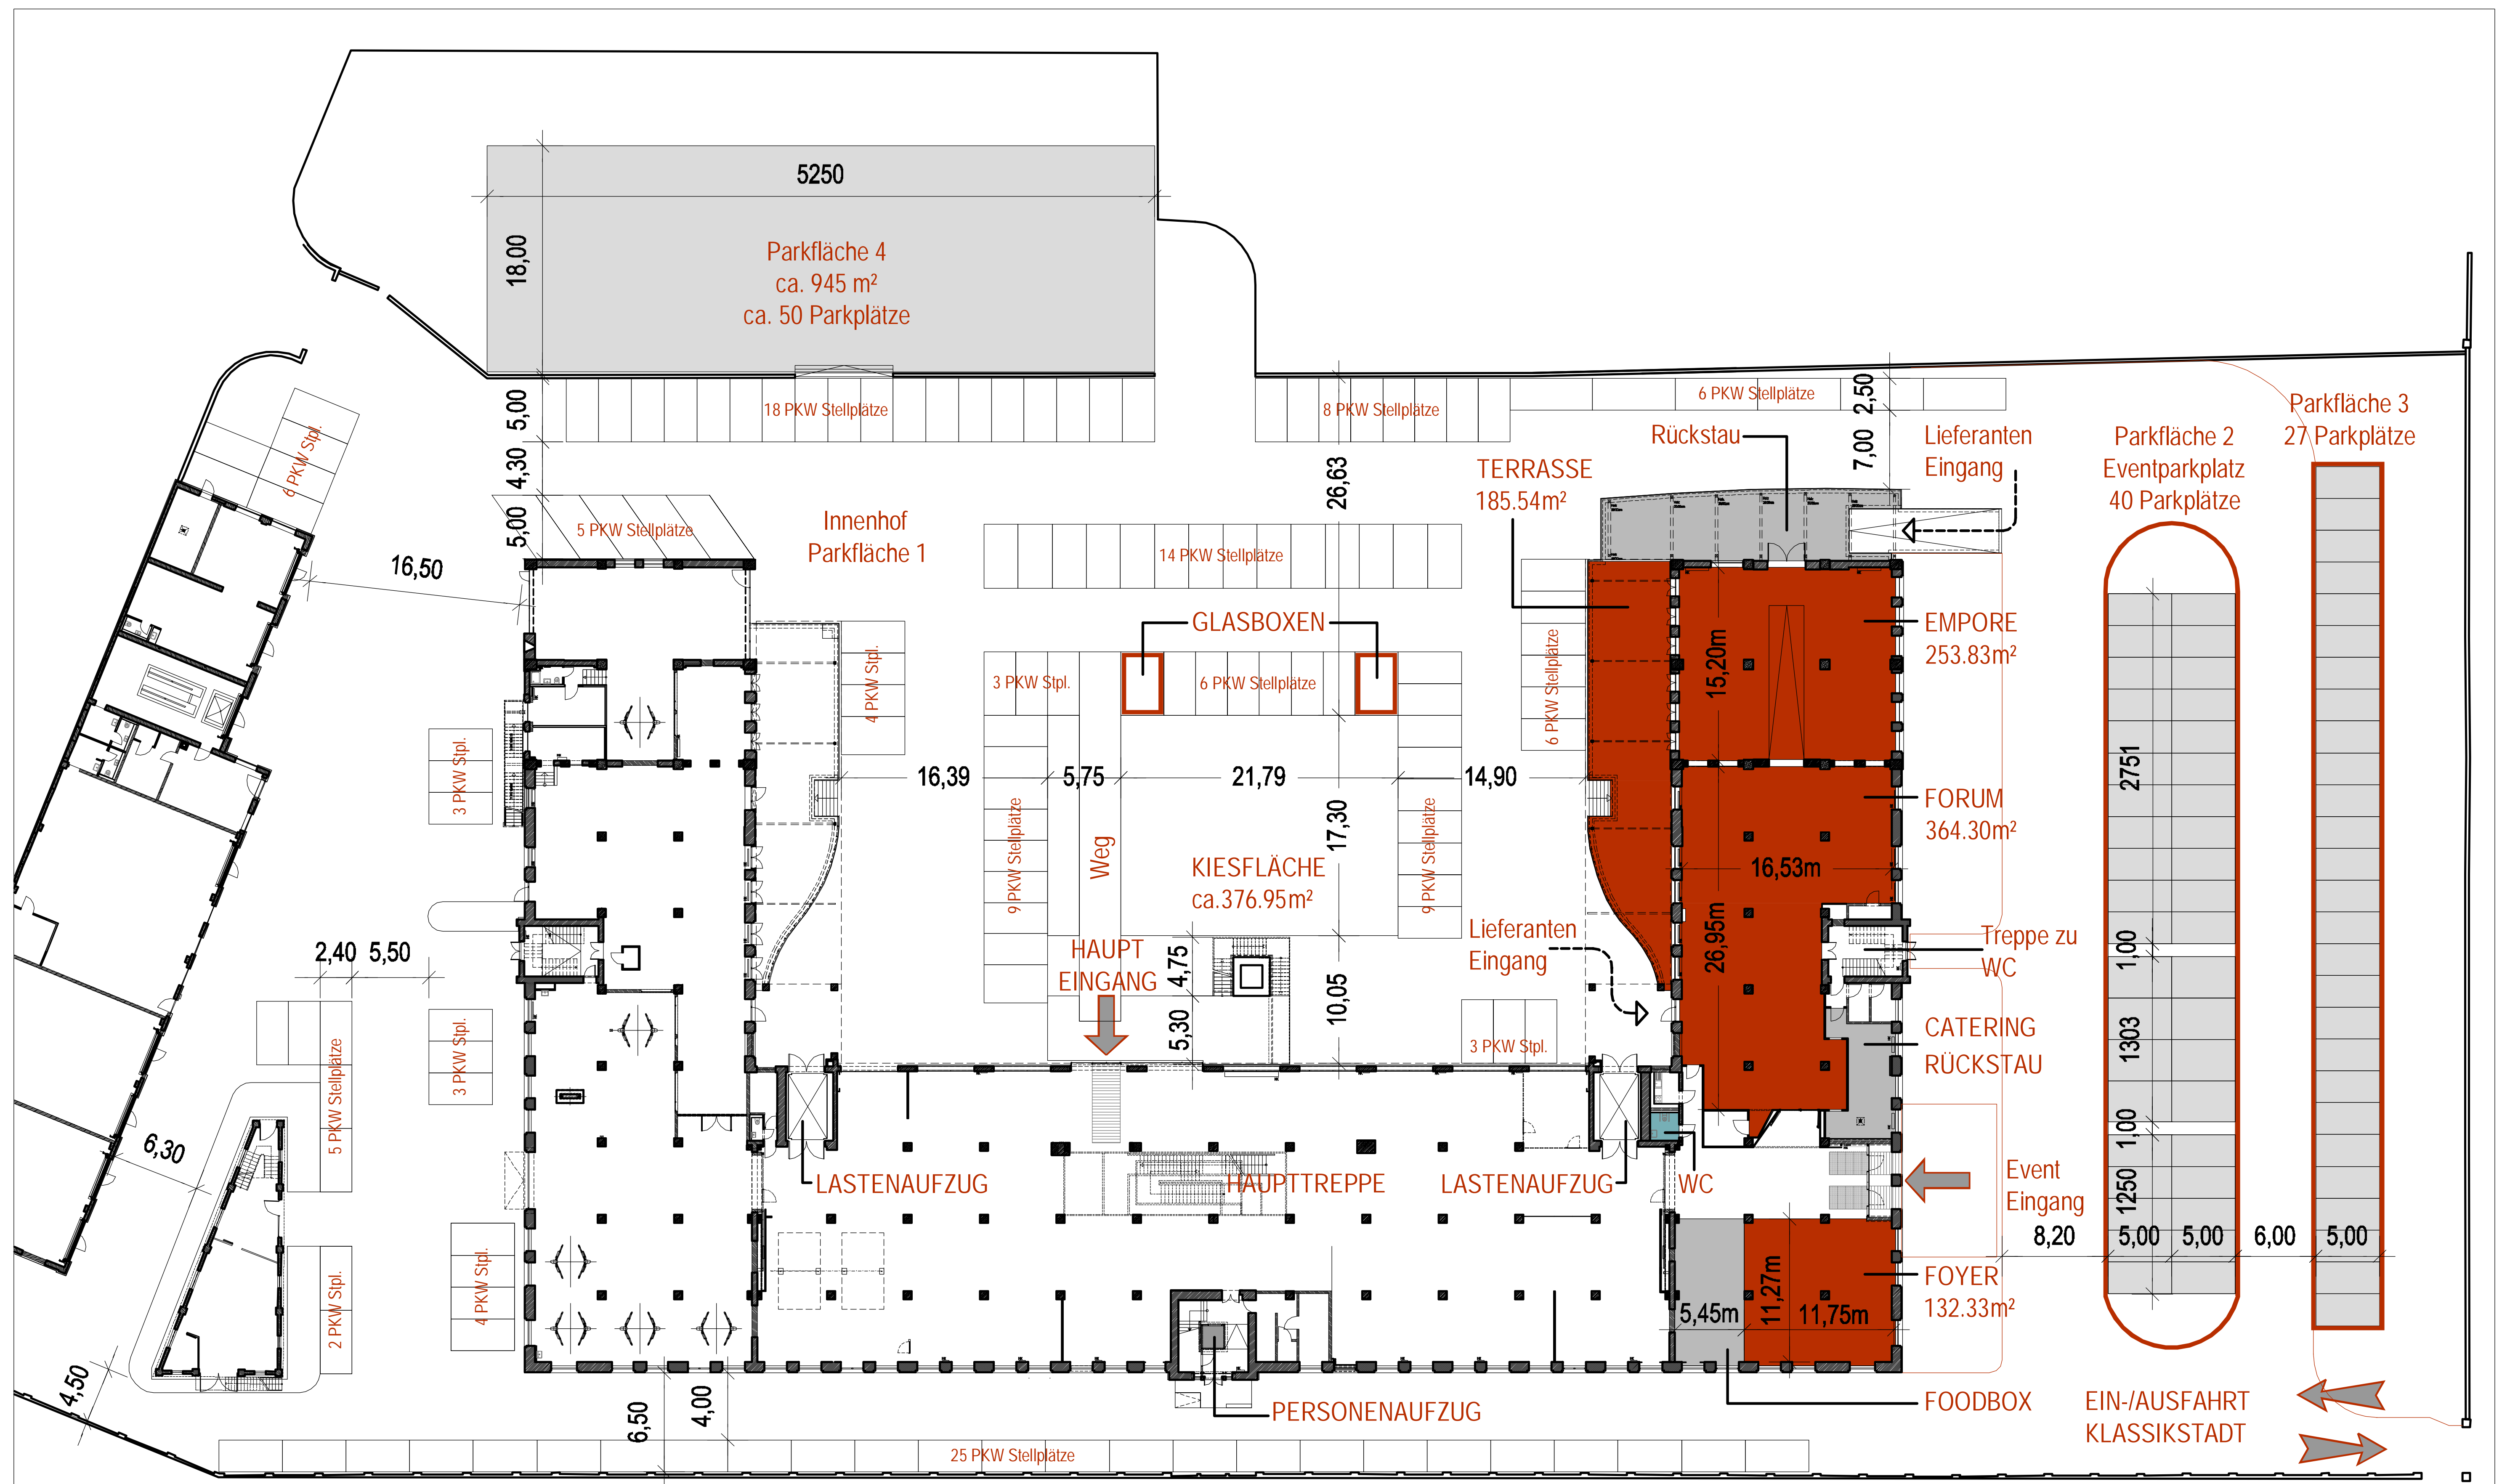 5250
18,00
Parkfläche 4
ca. 945 m²
ca. 50 Parkplätze
5,00
4,30
5,00
18 PKW Stellplätze
8 PKW Stellplätze
6 PKW Stellplätze
2,50
7,00
26,63
6 PKW Stpl.
5 PKW Stellplätze
Innenhof
Parkfläche 1
14 PKW Stellplätze
TERRASSE
185.54m²
Rückstau
Lieferanten
Eingang
Parkfläche 2
Eventparkplatz
40 Parkplätze
Parkfläche 3
27 Parkplätze
16,50
GLASBOXEN
4 PKW Stpl.
3 PKW Stpl.
6 PKW Stellplätze
6 PKW Stellplätze
15,20m
EMPORE
253.83m²
3 PKW Stpl.
16,39
5,75
21,79
14,90
2751
9 PKW Stellplätze
Weg
17,30
KIESFLÄCHE
ca.376.95m²
9 PKW Stellplätze
FORUM
364.30m²
16,53m
26,95m
2,40
5,50
HAUPT
EINGANG
4,75
5,30
10,05
Lieferanten
Eingang
Treppe zu
WC
1,00
5 PKW Stellplätze
3 PKW Stpl.
3 PKW Stpl.
CATERING
RÜCKSTAU
1303
1,00
6,30
LASTENAUFZUG
HAUPTTREPPE
LASTENAUFZUG
WC
Event
Eingang
1250
8,20
5,00
5,00
6,00
5,00
2 PKW Stpl.
4 PKW Stpl.
5,45m
11,27m
11,75m
FOYER
132.33m²
4,50
6,50
4,00
PERSONENAUFZUG
FOODBOX
EIN-/AUSFAHRT
KLASSIKSTADT
25 PKW Stellplätze